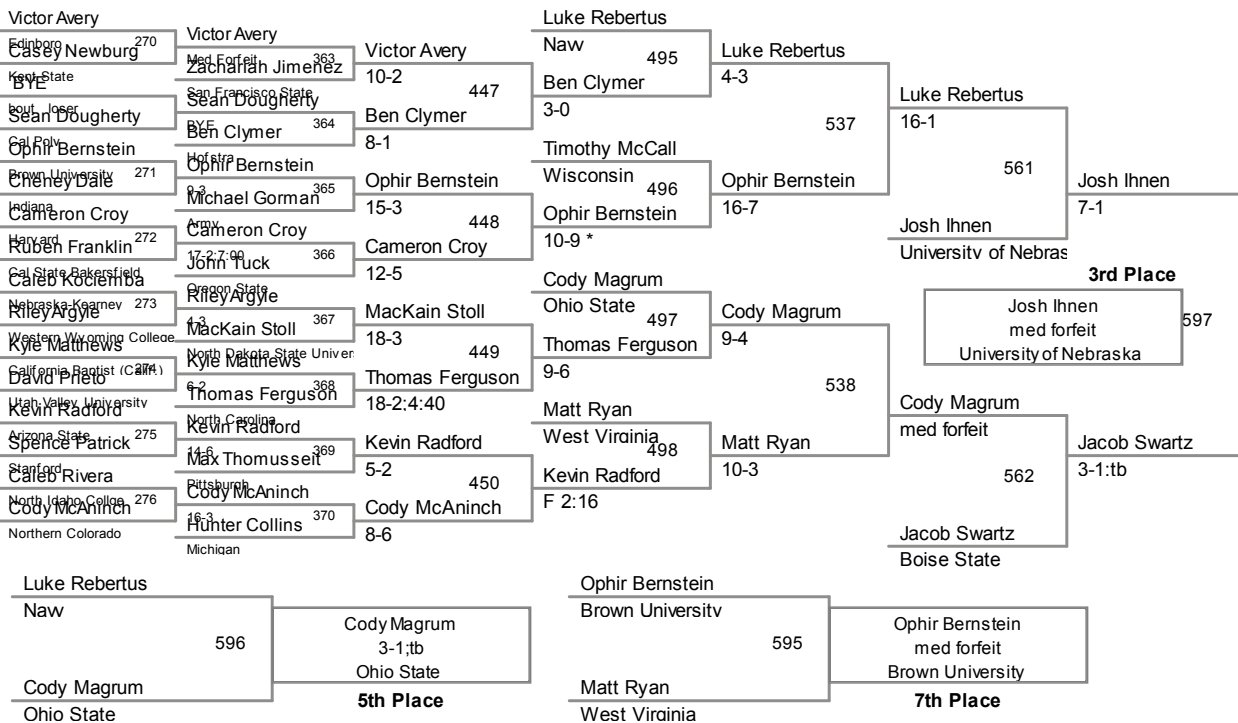 Victor Avery
Edinboro
270
Casey Newburg
Kent State
BYE
bout loser
Sean Dougherty
Cal Poly
Ophir Bernstein
Brown University
271
Cheney Dale
Indiana
Cameron Croy
Harvard
272
Ruben Franklin
Cal State Bakersfield
Caleb Kociemba
Nebraska-Kearney
273
Riley Argyle
Western Wyoming College
Kyle Matthews
California Baptist (Calif.)
274
David Prieto
Utah Valley University
Kevin Radford
Arizona State
275
Spence Patrick
Stanford
Caleb Rivera
North Idaho Collge
276
Cody McAninch
Northern Colorado
Victor Avery
Med Forfeit
363
Zachariah Jimenez
San Francisco State
Sean Dougherty
BYE
364
Ben Clymer
Hofstra
Ophir Bernstein
9-3
365
Michael Gorman
Army
Cameron Croy
17-2;7:00
366
John Tuck
Oregon State
Riley Argyle
4-3
367
MacKain Stoll
North Dakota State Univer
Kyle Matthews
6-2
368
Thomas Ferguson
North Carolina
Kevin Radford
14-6
369
Max Thomusseit
Pittsburgh
Cody McAninch
16-3
370
Hunter Collins
Michigan
Victor Avery
10-2
447
Ben Clymer
8-1
Ophir Bernstein
15-3
448
Cameron Croy
12-5
MacKain Stoll
18-3
449
Thomas Ferguson
18-2;4:40
Kevin Radford
5-2
450
Cody McAninch
8-6
Luke Rebertus
Navy
495
Ben Clymer
3-0
Timothy McCall
Wisconsin
496
Ophir Bernstein
10-9 *
Cody Magrum
Ohio State
497
Thomas Ferguson
9-6
Matt Ryan
West Virginia
498
Kevin Radford
F 2:16
Luke Rebertus
4-3
537
Ophir Bernstein
16-7
Cody Magrum
9-4
538
Matt Ryan
10-3
Luke Rebertus
16-1
561
Josh Ihnen
University of Nebras
Cody Magrum
med forfeit
562
Jacob Swartz
Boise State
Josh Ihnen
7-1
3rd Place
Josh Ihnen
med forfeit
University of Nebraska
597
Jacob Swartz
3-1;tb
Luke Rebertus
Navy
596
Cody Magrum
Ohio State
Cody Magrum
3-1;tb
Ohio State
5th Place
Ophir Bernstein
Brown University
595
Matt Ryan
West Virginia
Ophir Bernstein
med forfeit
Brown University
7th Place